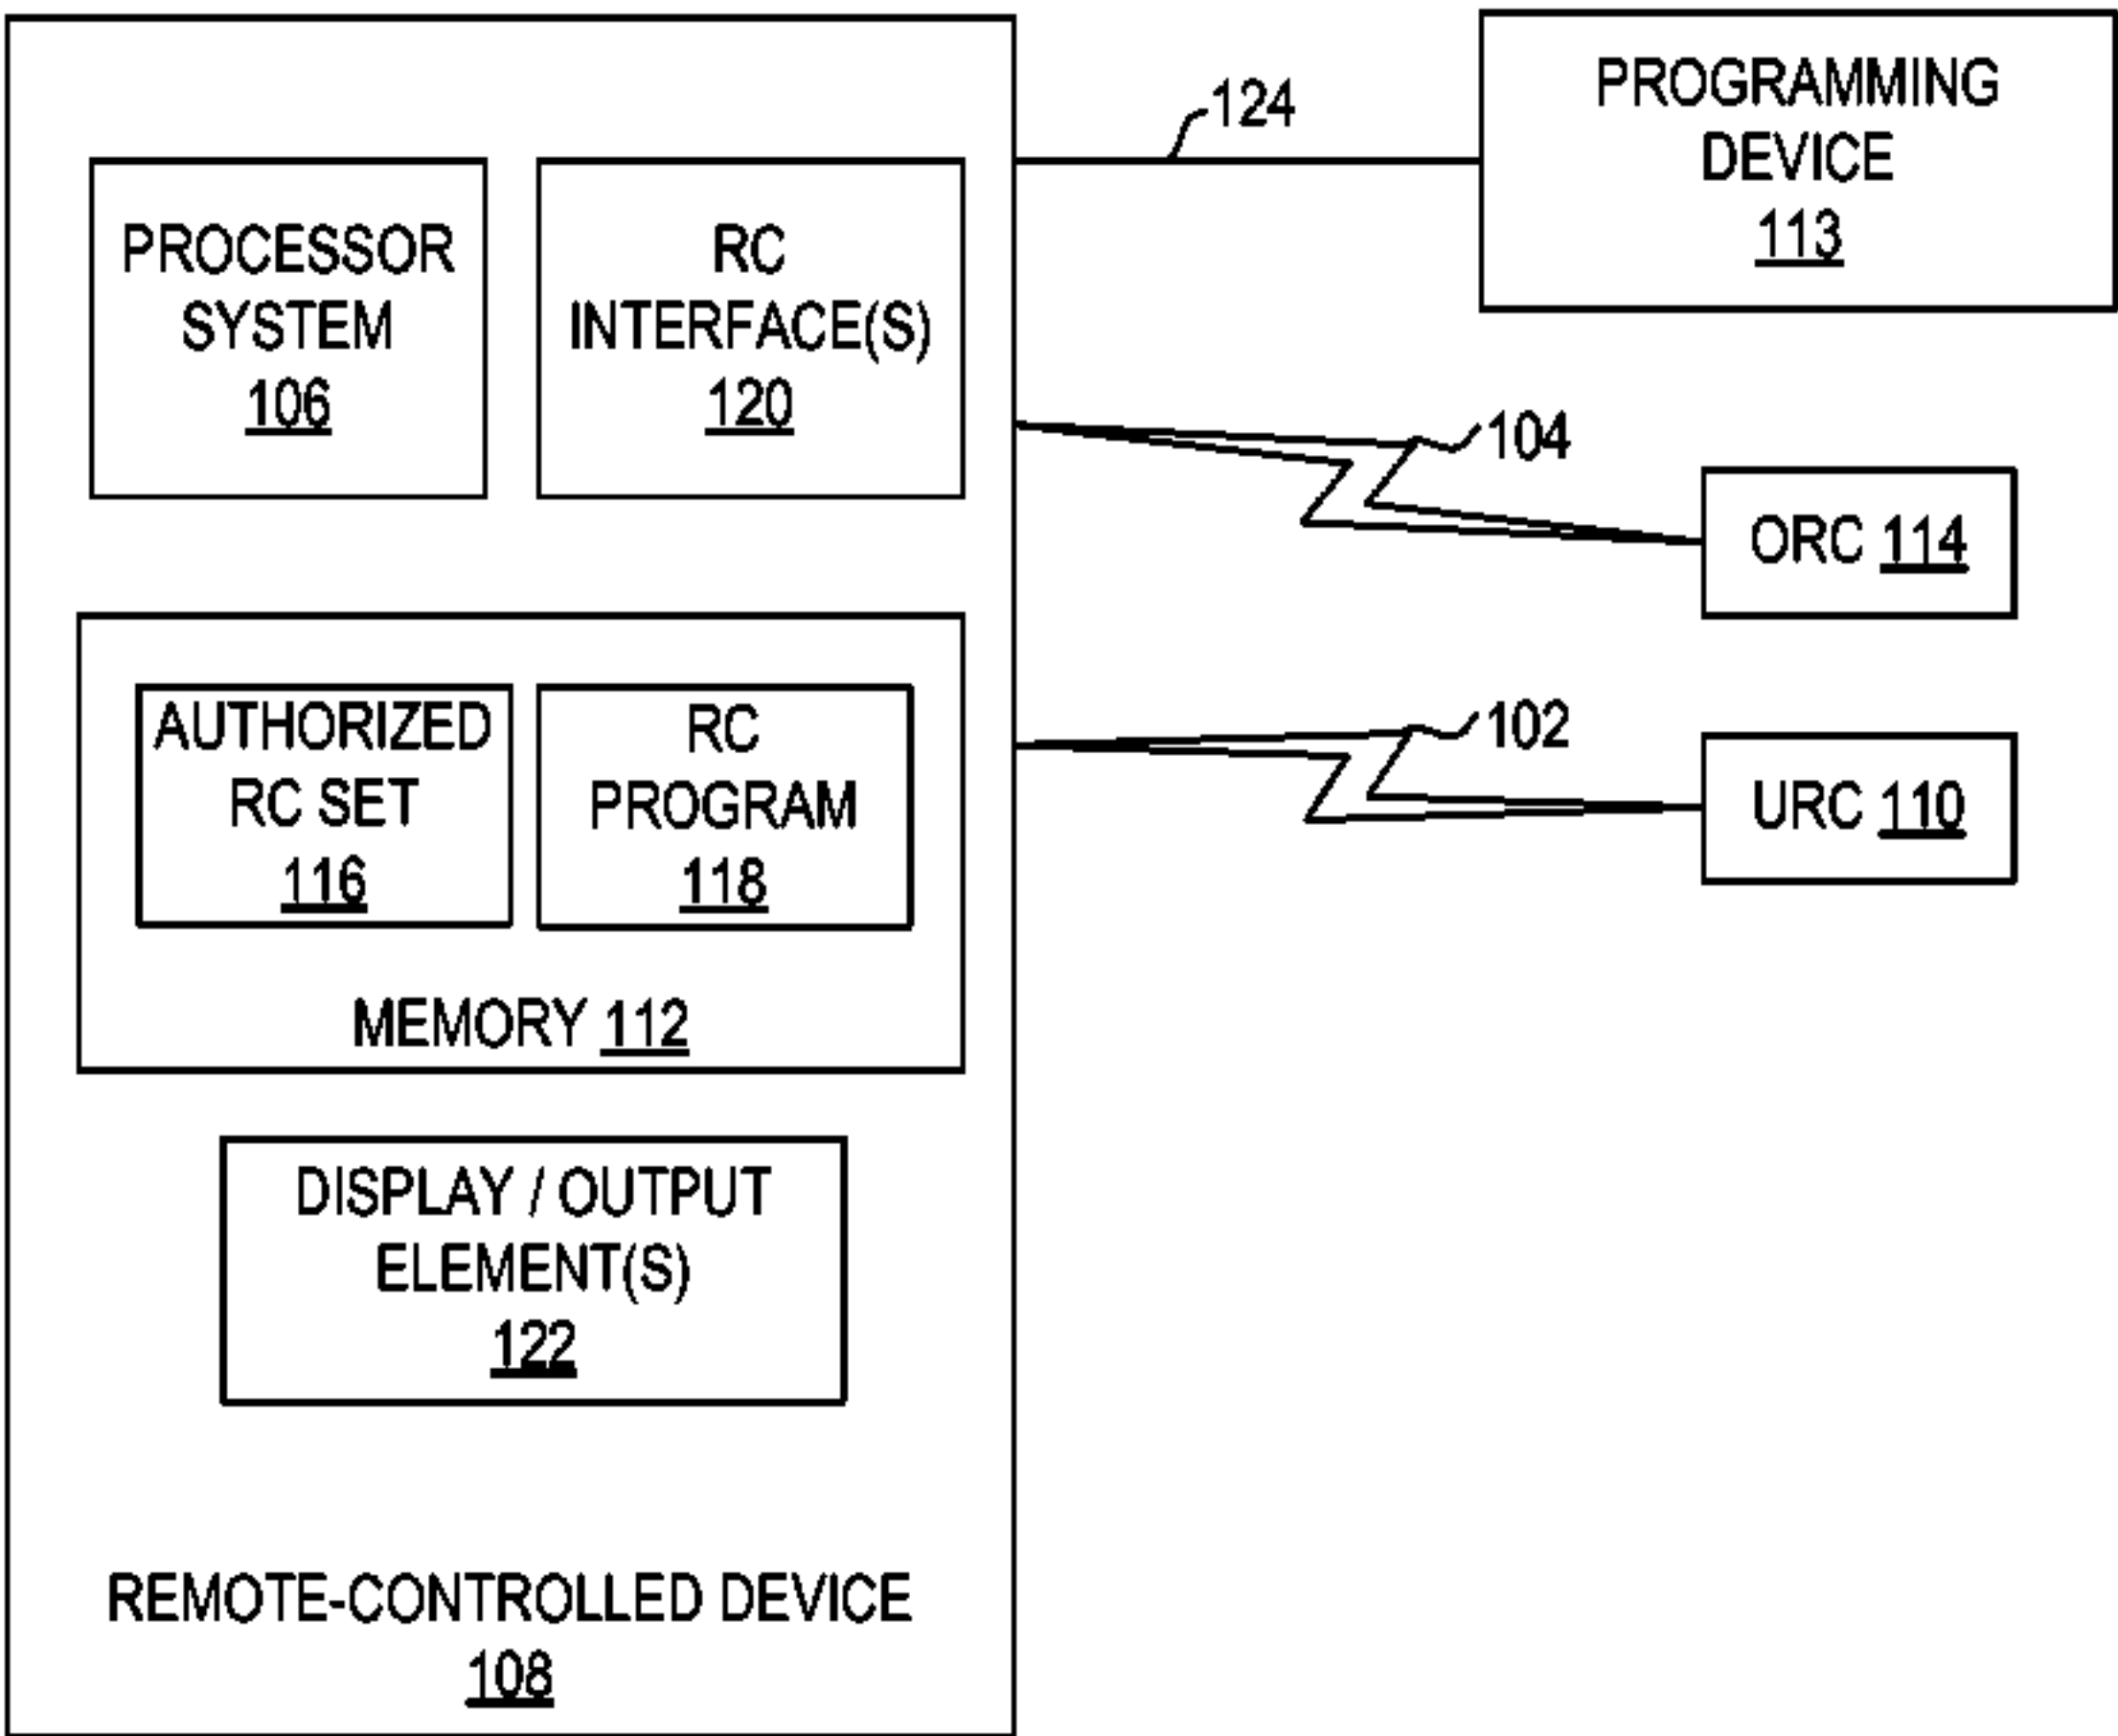 PROCESSOR
SYSTEM
106
RC
INTERFACE(S)
120
AUTHORIZED
RC SET
116
RC
PROGRAM
118
MEMORY 112
DISPLAY / OUTPUT
ELEMENT(S)
122
REMOTE-CONTROLLED DEVICE
108
124
PROGRAMMING
DEVICE
113
104
ORC 114
102
URC 110